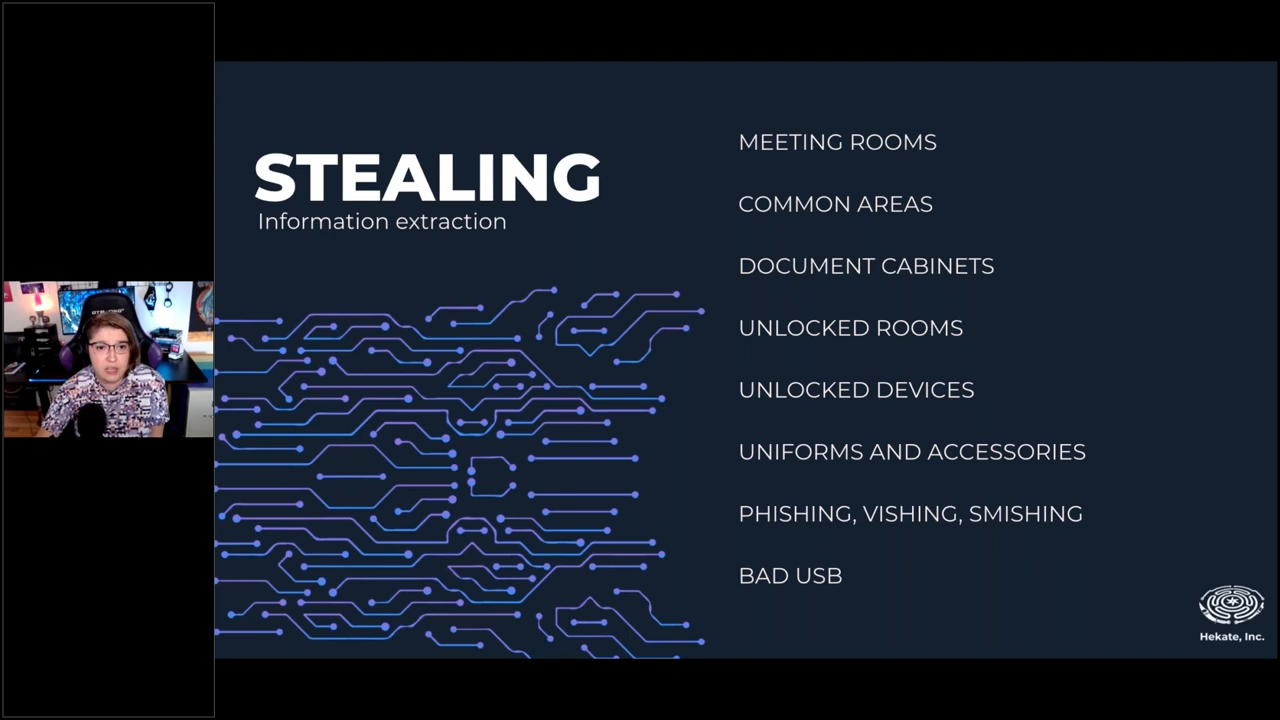 STEALING
Information extraction
MEETING ROOMS
COMMON AREAS
DOCUMENT CABINETS
UNLOCKED ROOMS
UNLOCKED DEVICES
UNIFORMS AND ACCESSORIES
PHISHING, VISHING, SMISHING
BAD USB
Hekate, Inc.